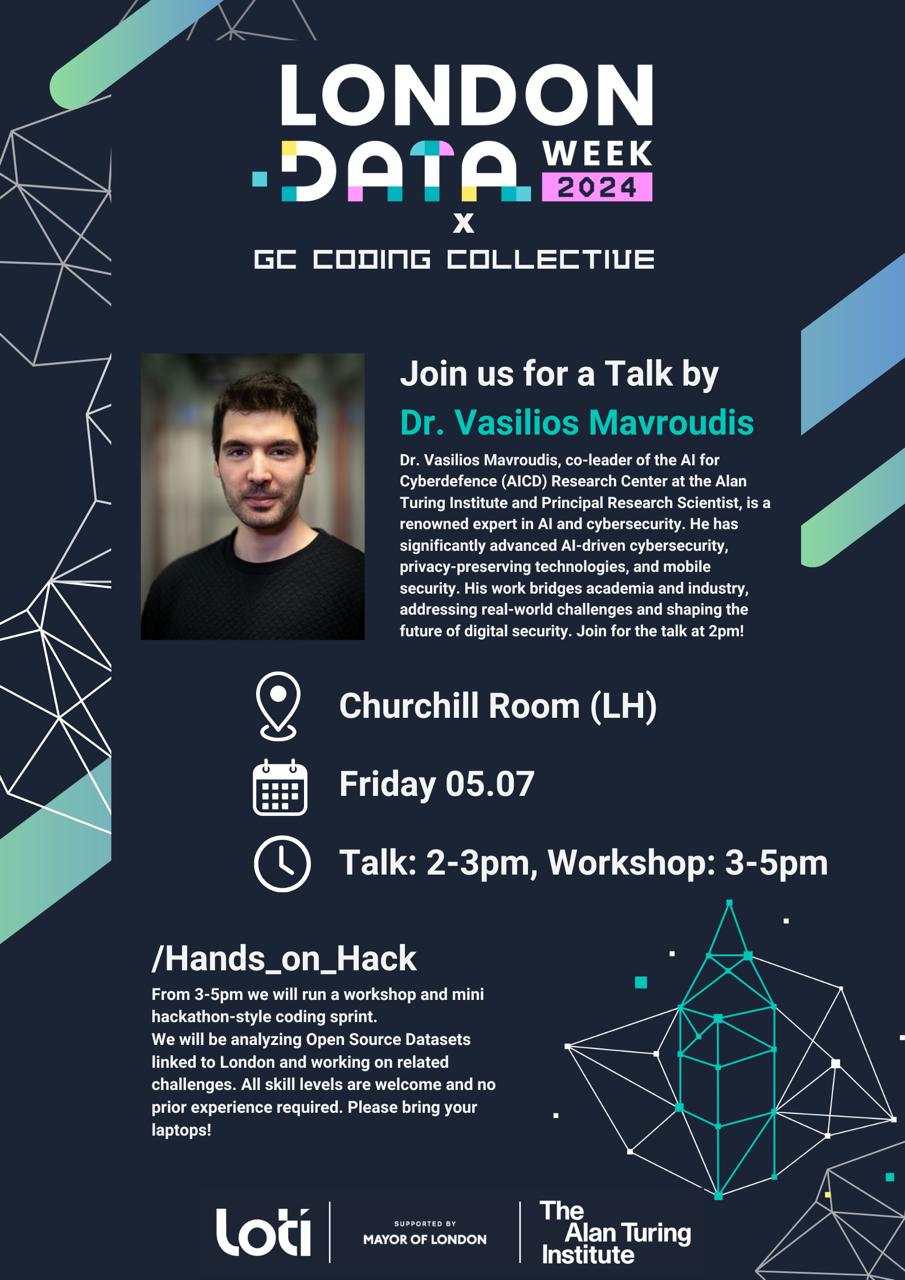 LONDON
DATA WEEK
2024
x
GC CODING COLLECTIVE
Join us for a Talk by
Dr. Vasilios Mavroudis
Dr. Vasilios Mavroudis, co-leader of the AI for
Cyberdefence (AICD) Research Center at the Alan
Turing Institute and Principal Research Scientist, is a
renowned expert in AI and cybersecurity. He has
significantly advanced AI-driven cybersecurity,
privacy-preserving technologies, and mobile
security. His work bridges academia and industry,
addressing real-world challenges and shaping the
future of digital security. Join for the talk at 2pm!
Churchill Room (LH)
Friday 05.07
Talk: 2-3pm, Workshop: 3-5pm
/Hands_on_Hack
From 3-5pm we will run a workshop and mini
hackathon-style coding sprint.
We will be analyzing Open Source Datasets
linked to London and working on related
challenges. All skill levels are welcome and no
prior experience required. Please bring your
laptops!
loti
SUPPORTED BY
MAYOR OF LONDON
The
Alan Turing
Institute